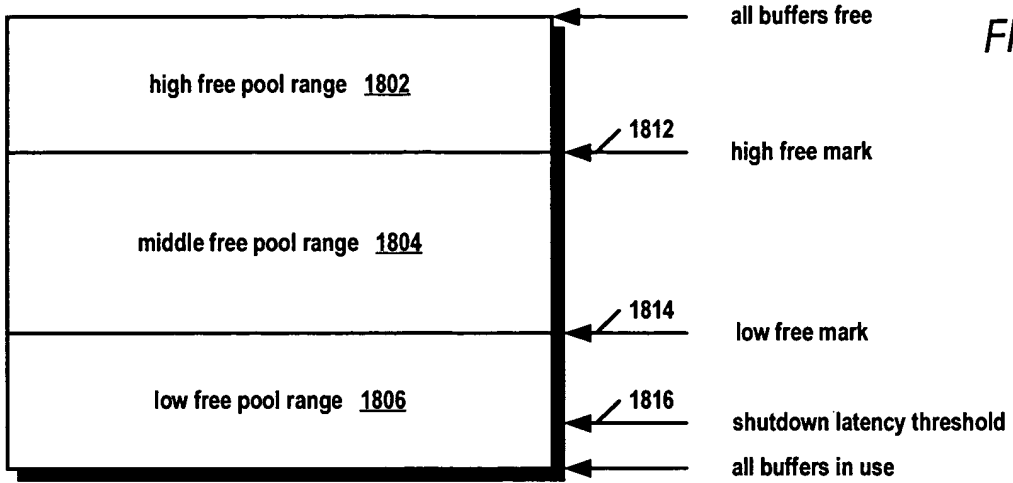 all buffers free
FI
high free pool range 1802
1812
high free mark
middle free pool range 1804
1814
low free mark
low free pool range 1806
1816
shutdown latency threshold
all buffers in use